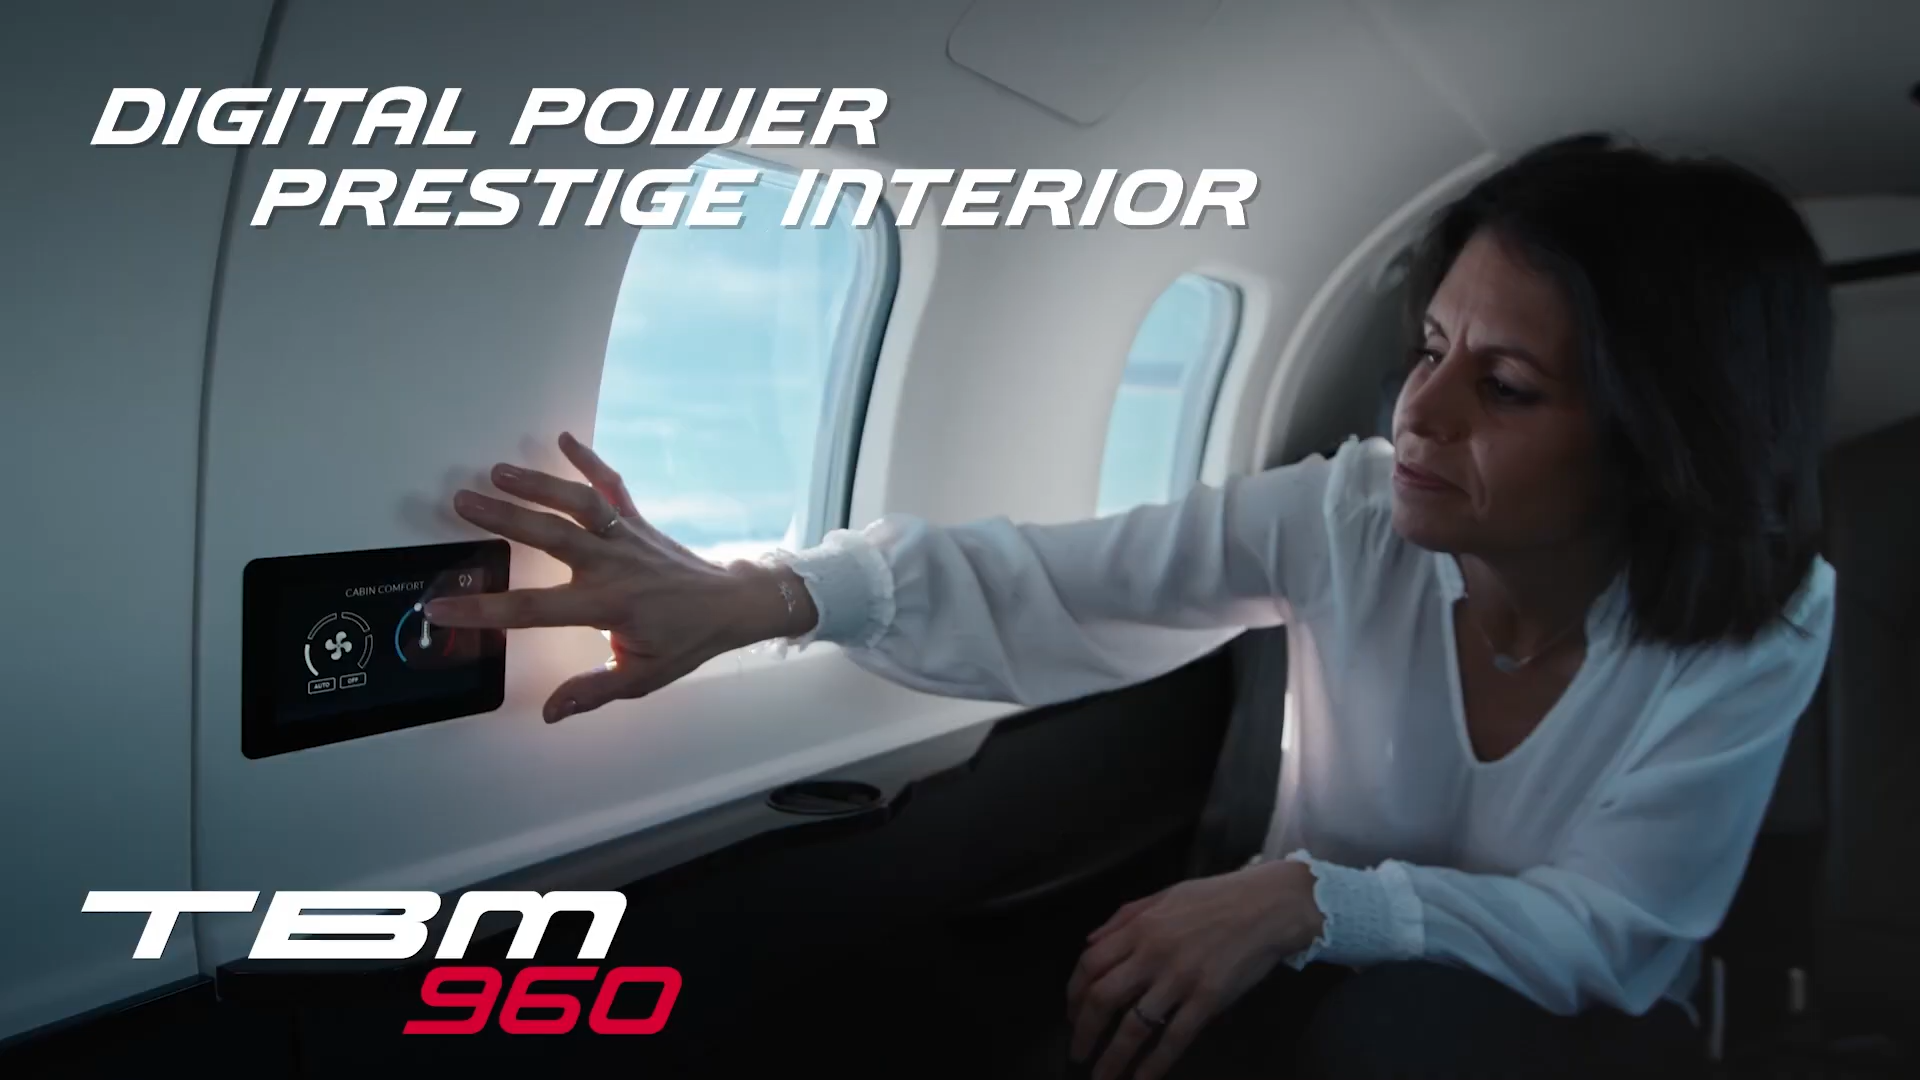 DIGITAL POWER
PRESTIGE INTERIOR
CABIN COMFORT
AUTO OFF
TBM
960